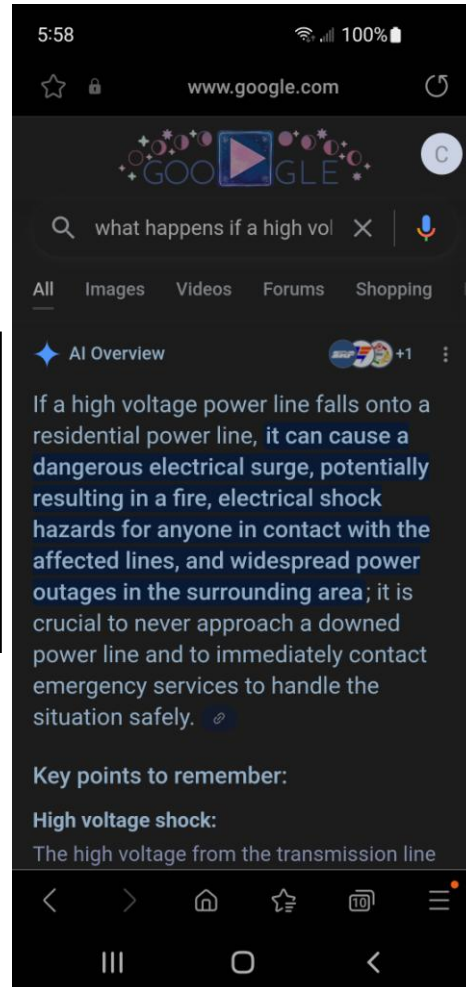 5:58
100%
www.google.com
GOOGLE
C
what happens if a high vol
All Images Videos Forums Shopping
AI Overview
SRP
+1
If a high voltage power line falls onto a
residential power line, it can cause a
dangerous electrical surge, potentially
resulting in a fire, electrical shock
hazards for anyone in contact with the
affected lines, and widespread power
outages in the surrounding area; it is
crucial to never approach a downed
power line and to immediately contact
emergency services to handle the
situation safely.
Key points to remember:
High voltage shock:
The high voltage from the transmission line
10